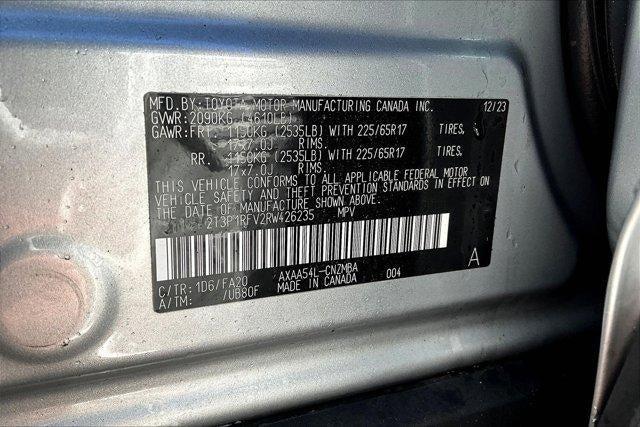 MFD.BY:TOYOTA MOTOR MANUFACTURING CANADA INC. 12/23
GVWR:2090KG (4610LB)
GAWR:FRT. 1150KG (2535LB) WITH 225/65R17 TIRES,
17x7.0J RIMS,
RR. 1150KG (2535LB) WITH 225/65R17 TIRES,
17x7.0J RIMS.
THIS VEHICLE CONFORMS TO ALL APPLICABLE FEDERAL MOTOR
VEHICLE SAFETY AND THEFT PREVENTION STANDARDS IN EFFECT
ON THE DATE OF MANUFACTURE SHOWN ABOVE.
2T3P1RFV2RW426235 MPV
C/TR: 1D6/FA20 AXAA54L-CNZMBA 004 A
A/TM: /UB80F MADE IN CANADA